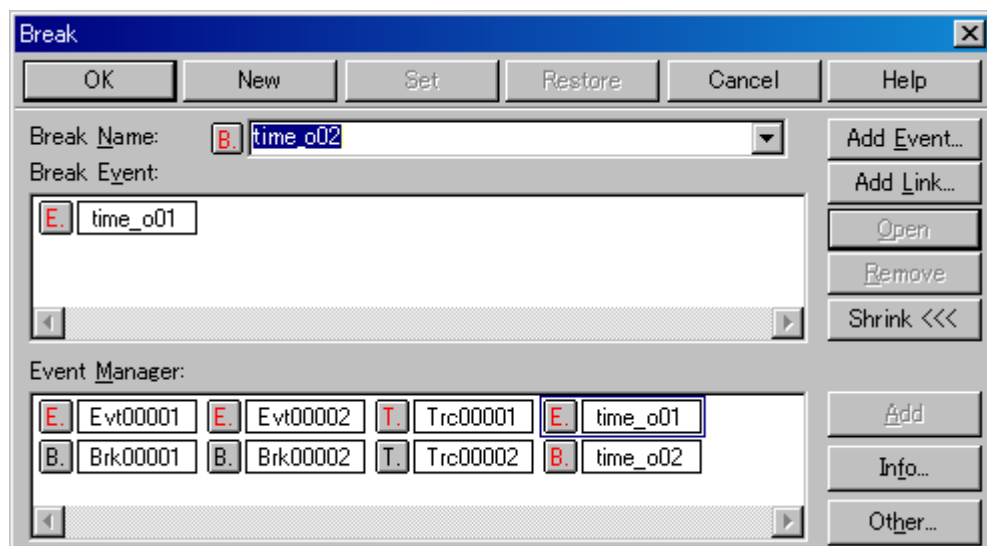 Break
OK New Set Restore Cancel Help
Break Name: B. time_o02 Add Event...
Break Event: Add Link...
E. time_o01 Open
Remove
Shrink <<<
Event Manager:
E. Evt00001 E. Evt00002 T. Trc00001 E. time_o01 Add
B. Brk00001 B. Brk00002 T. Trc00002 B. time_o02 Info...
Other...